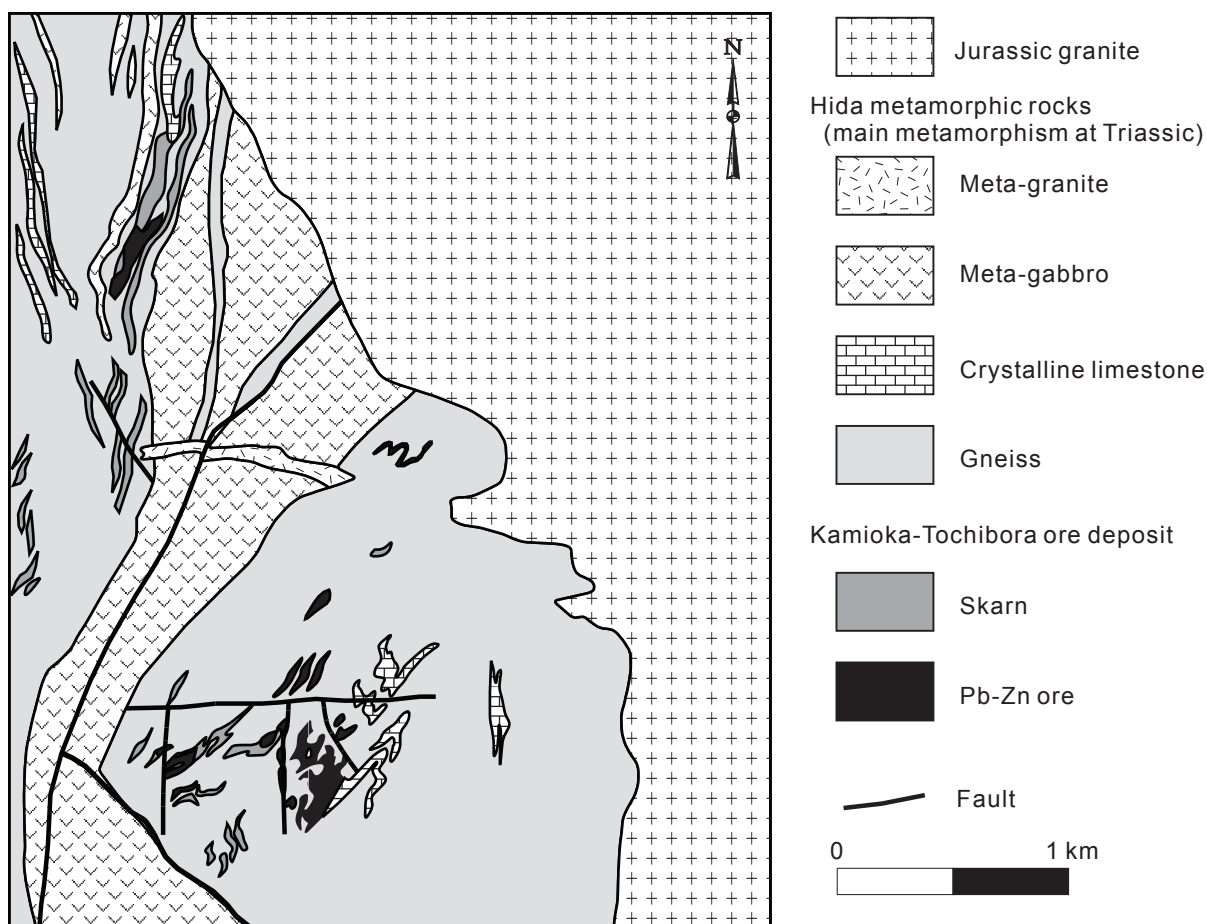 N
Jurassic granite
Hida metamorphic rocks
(main metamorphism at Triassic)
Meta-granite
Meta-gabbro
Crystalline limestone
Gneiss
Kamioka-Tochibora ore deposit
Skarn
Pb-Zn ore
Fault
0 1 km